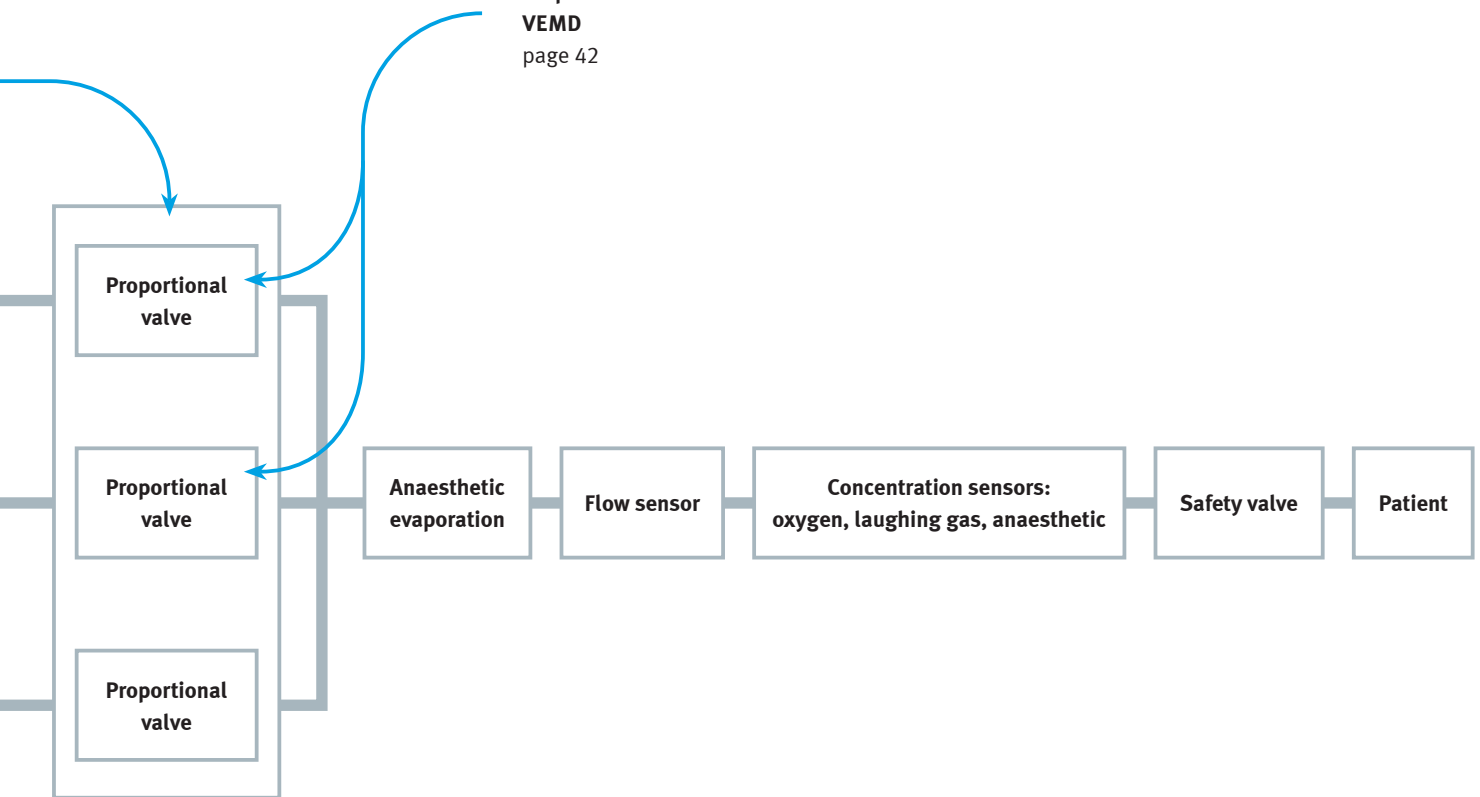 VEMD
page 42
Proportional
valve
Proportional
valve
Anaesthetic
evaporation
Flow sensor
Concentration sensors:
oxygen, laughing gas, anaesthetic
Safety valve
Patient
Proportional
valve